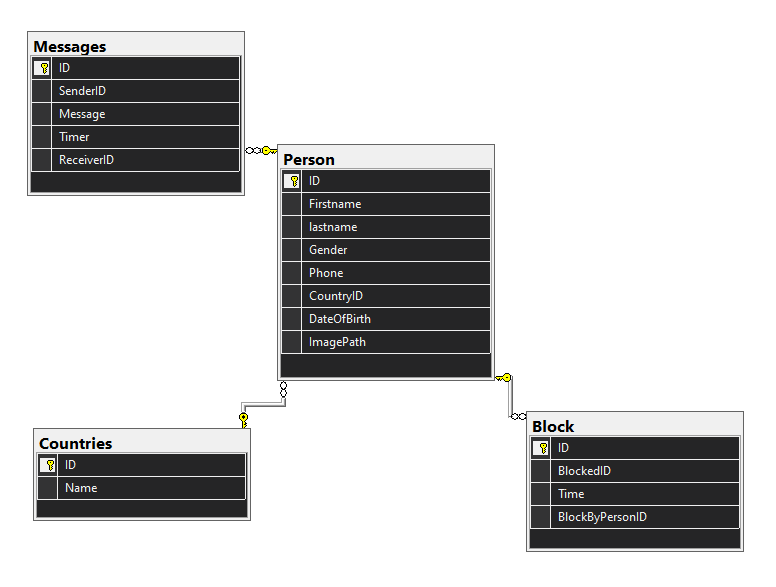 Messages
ID
SenderID
Message
Timer
ReceiverID
Person
ID
Firstname
lastname
Gender
Phone
CountryID
DateOfBirth
ImagePath
Countries
ID
Name
Block
ID
BlockedID
Time
BlockByPersonID